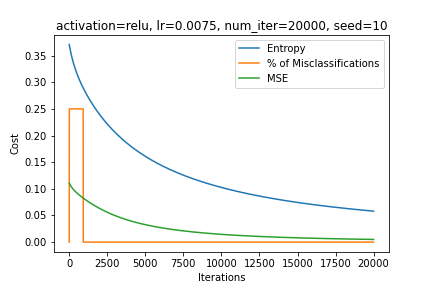 activation=relu, lr=0.0075, num_iter=20000, seed=10
Entropy
% of Misclassifications
MSE
Cost
0.35
0.30
0.25
0.20
0.15
0.10
0.05
0.00
0 2500 5000 7500 10000 12500 15000 17500 20000
Iterations